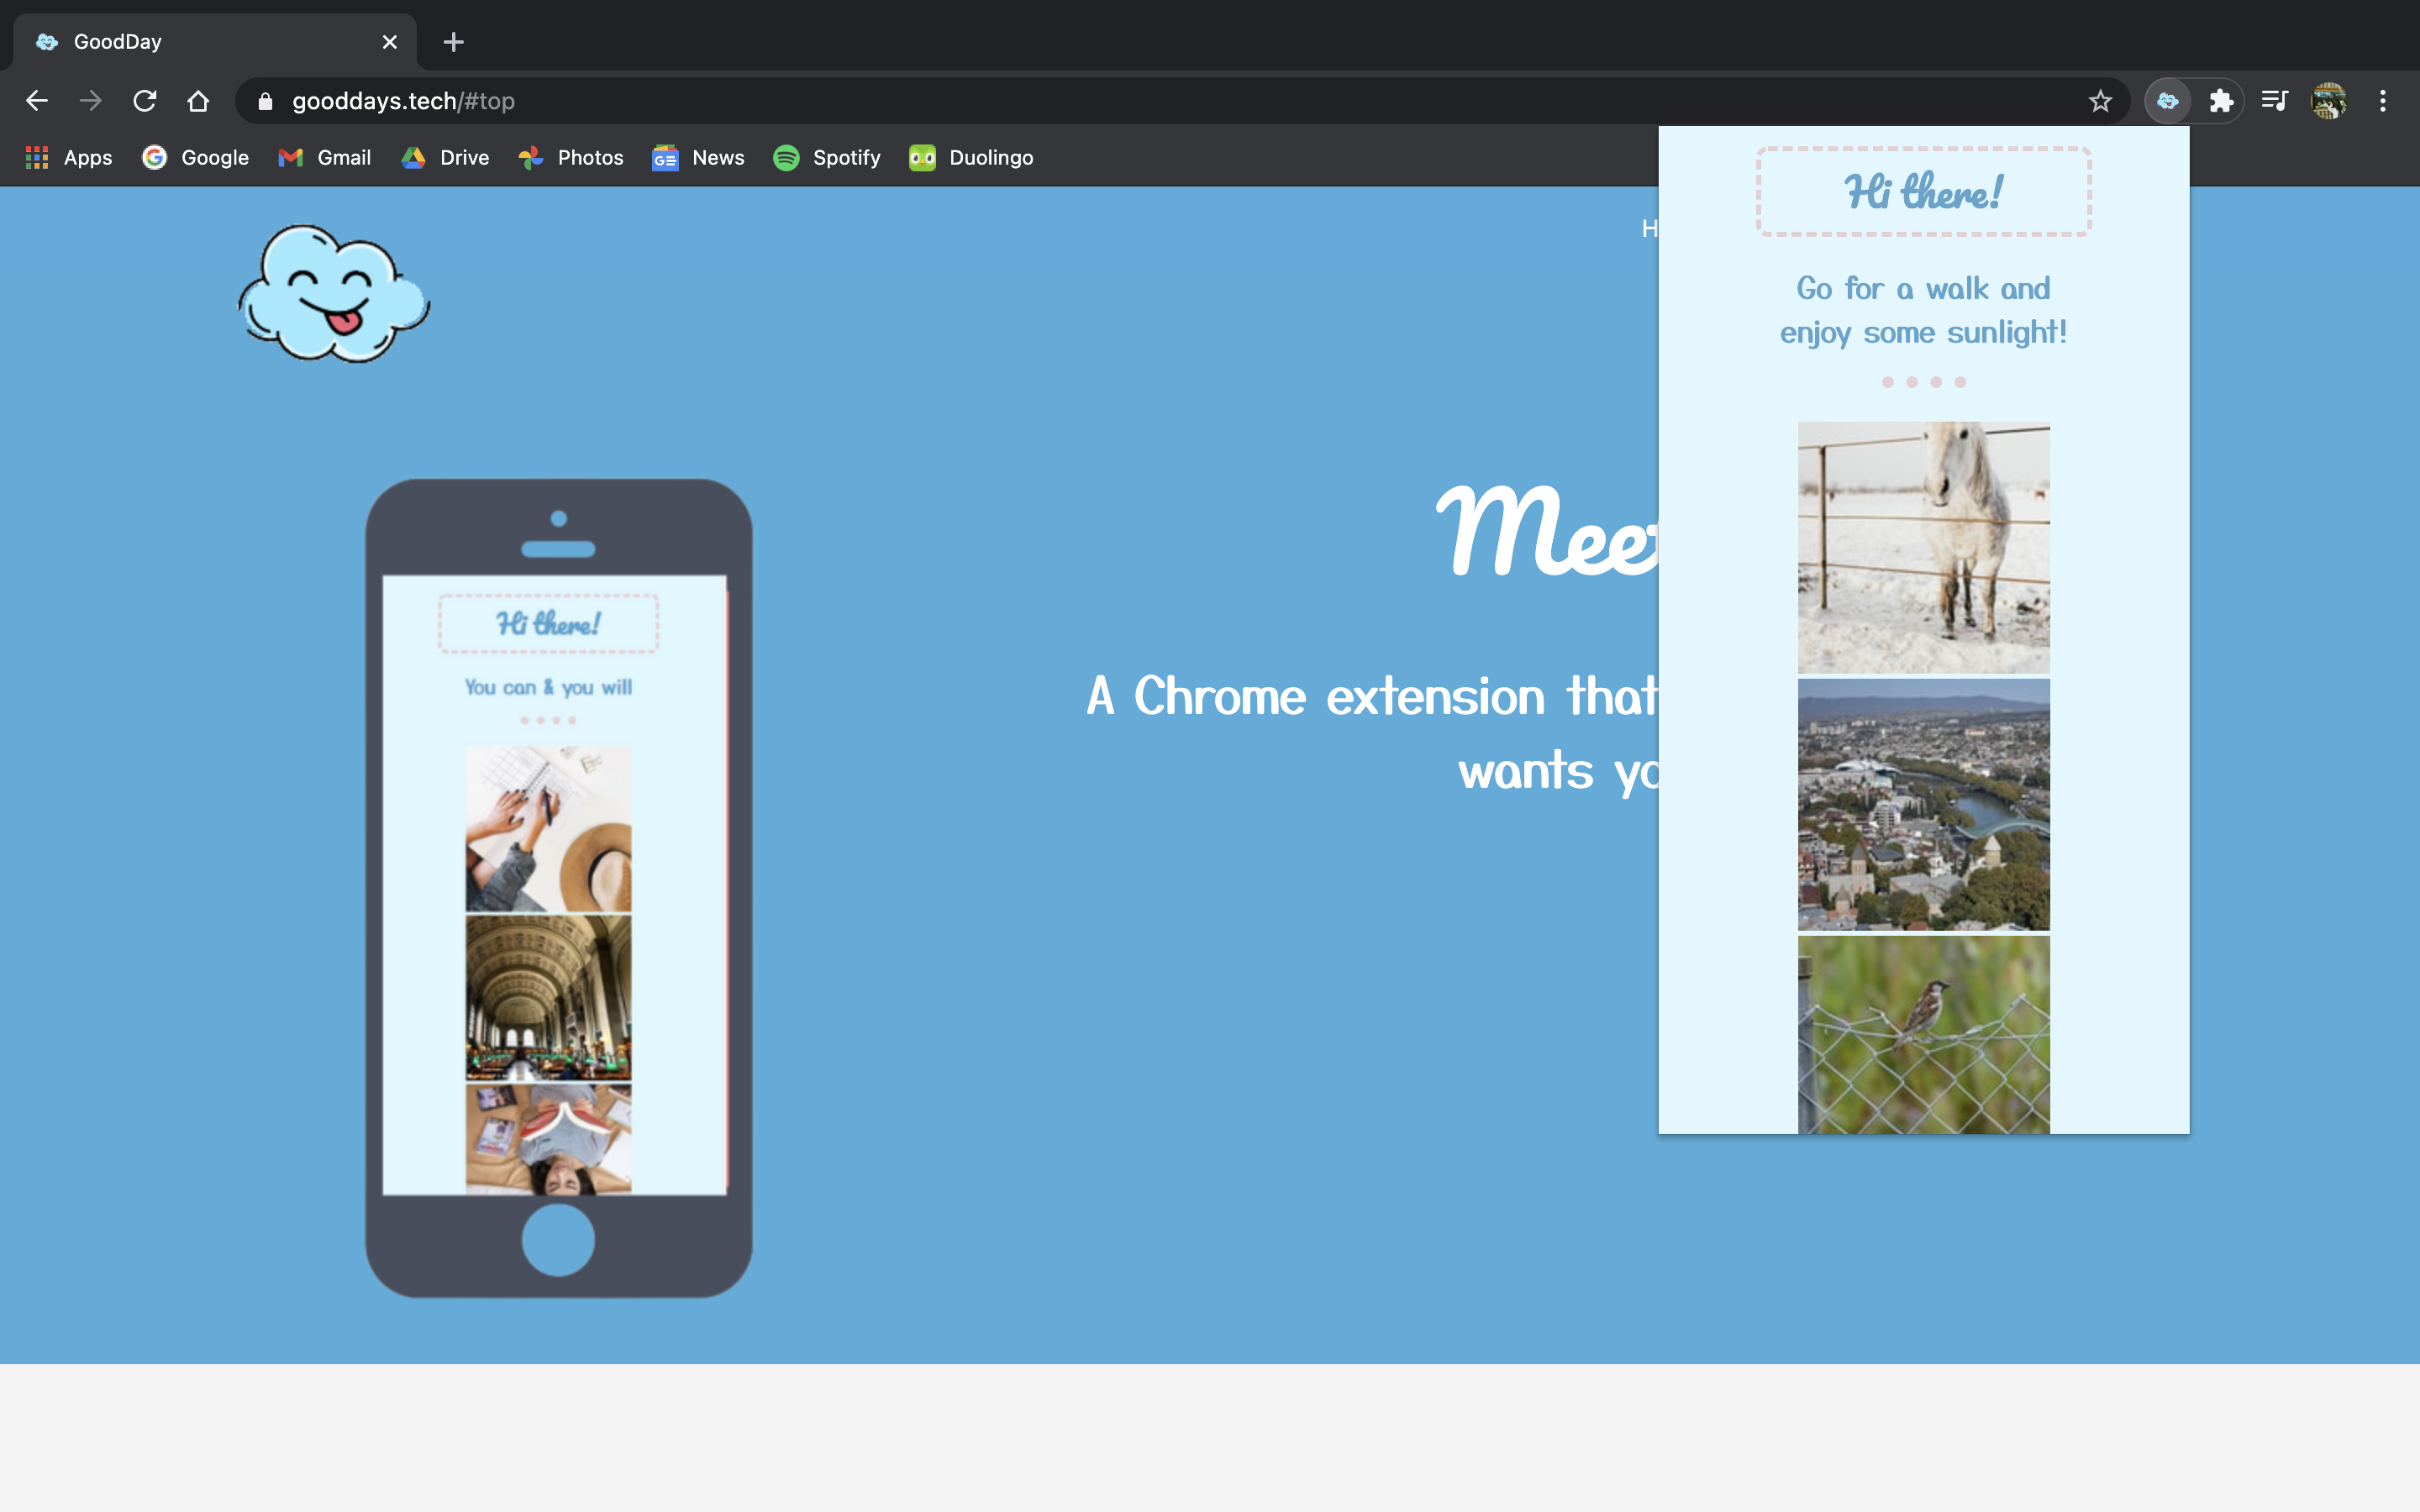 GoodDay
gooddays.tech/#top
Apps
Google
Gmail
Drive
Photos
News
Spotify
Duolingo
H
Meet
A Chrome extension that
wants yo
Hi there!
You can & you will
Hi there!
Go for a walk and
enjoy some sunlight!